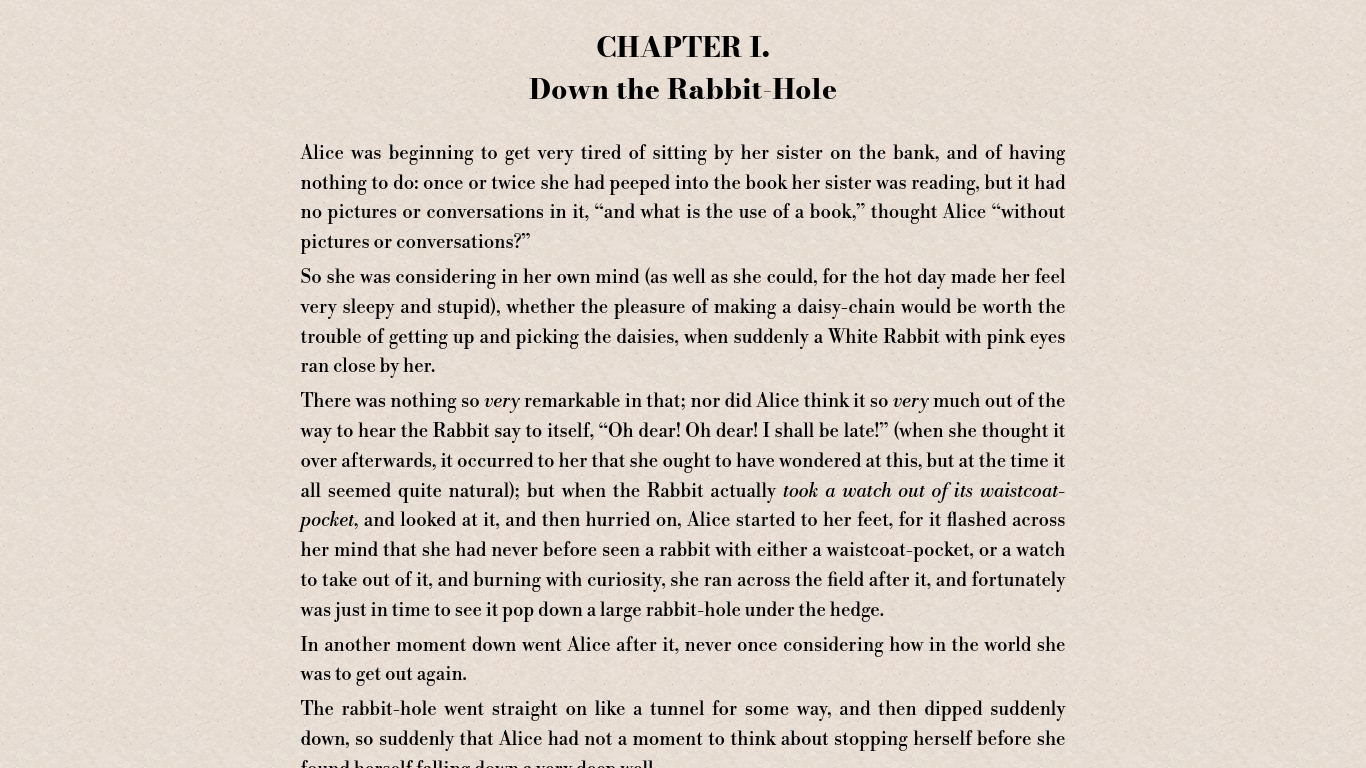 CHAPTER I.
Down the Rabbit-Hole
Alice was beginning to get very tired of sitting by her sister on the bank, and of having
nothing to do: once or twice she had peeped into the book her sister was reading, but it had
no pictures or conversations in it, “and what is the use of a book,” thought Alice “without
pictures or conversations?”
So she was considering in her own mind (as well as she could, for the hot day made her feel
very sleepy and stupid), whether the pleasure of making a daisy-chain would be worth the
trouble of getting up and picking the daisies, when suddenly a White Rabbit with pink eyes
ran close by her.
There was nothing so very remarkable in that; nor did Alice think it so very much out of the
way to hear the Rabbit say to itself, “Oh dear! Oh dear! I shall be late!” (when she thought it
over afterwards, it occurred to her that she ought to have wondered at this, but at the time it
all seemed quite natural); but when the Rabbit actually took a watch out of its waistcoat-
pocket, and looked at it, and then hurried on, Alice started to her feet, for it flashed across
her mind that she had never before seen a rabbit with either a waistcoat-pocket, or a watch
to take out of it, and burning with curiosity, she ran across the field after it, and fortunately
was just in time to see it pop down a large rabbit-hole under the hedge.
In another moment down went Alice after it, never once considering how in the world she
was to get out again.
The rabbit-hole went straight on like a tunnel for some way, and then dipped suddenly
down, so suddenly that Alice had not a moment to think about stopping herself before she
found herself falling down a very deep well.